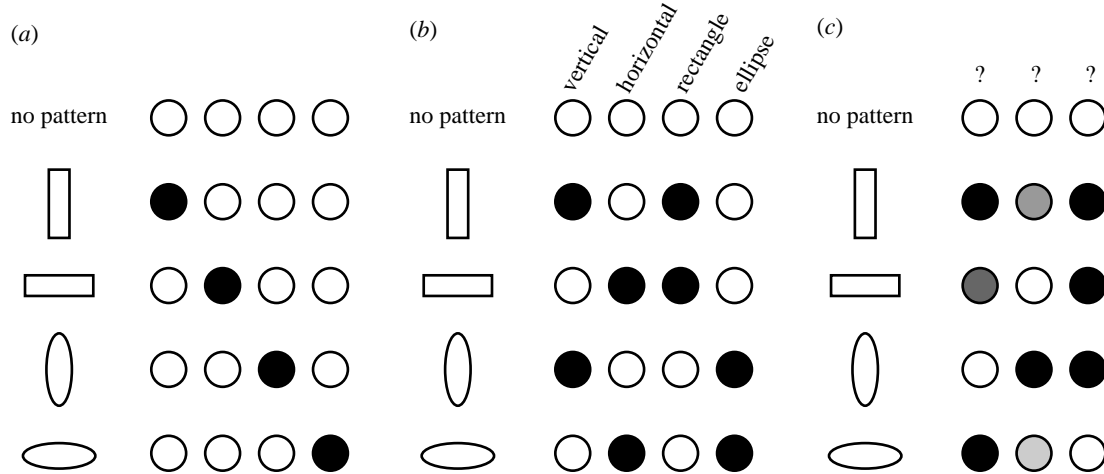 (a)
no pattern
(b)
vertical
horizontal
rectangle
ellipse
no pattern
(c)
? ? ?
no pattern